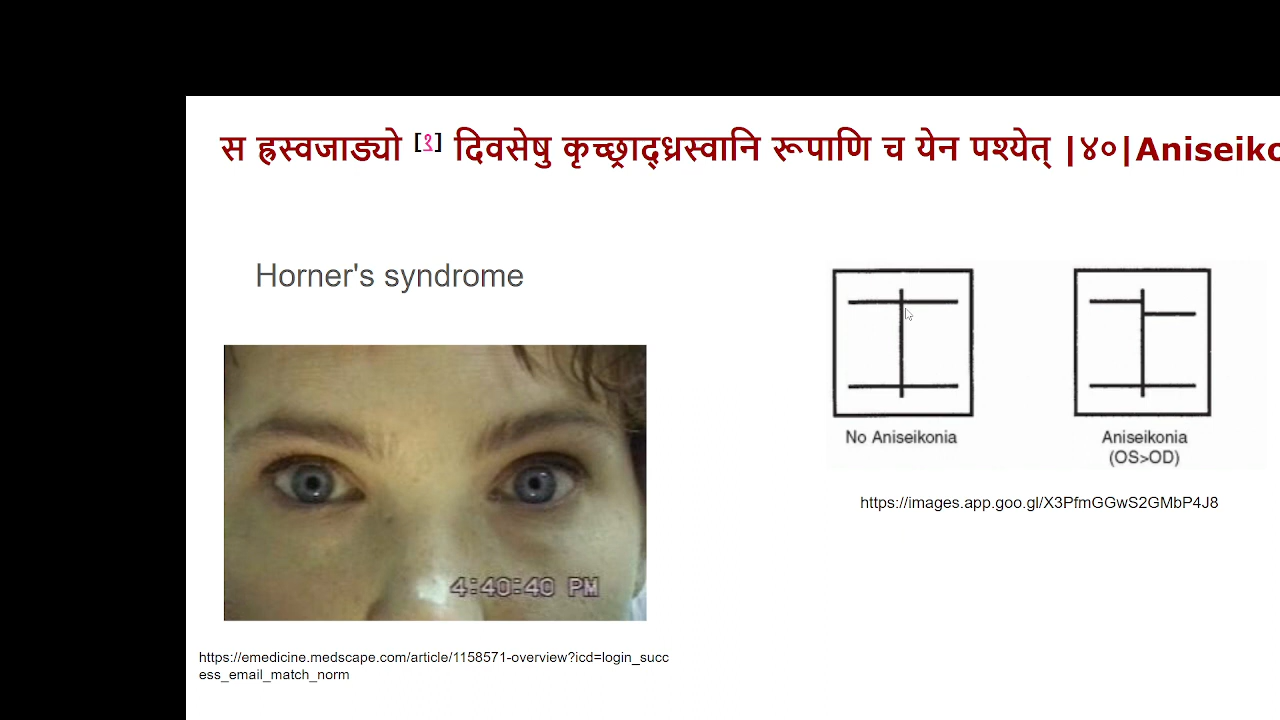 स ह्रस्वजाड्यो [१] दिवसेषु कृच्छ्राद्ध्रस्वानि रूपाणि च येन पश्येत् |४०|Aniseiko
Horner's syndrome
No Aniseikonia
Aniseikonia
(OS>OD)
https://images.app.goo.gl/X3PfmGGwS2GMbP4J8
4:40:40 PM
https://emedicine.medscape.com/article/1158571-overview?icd=login_succ
ess_email_match_norm